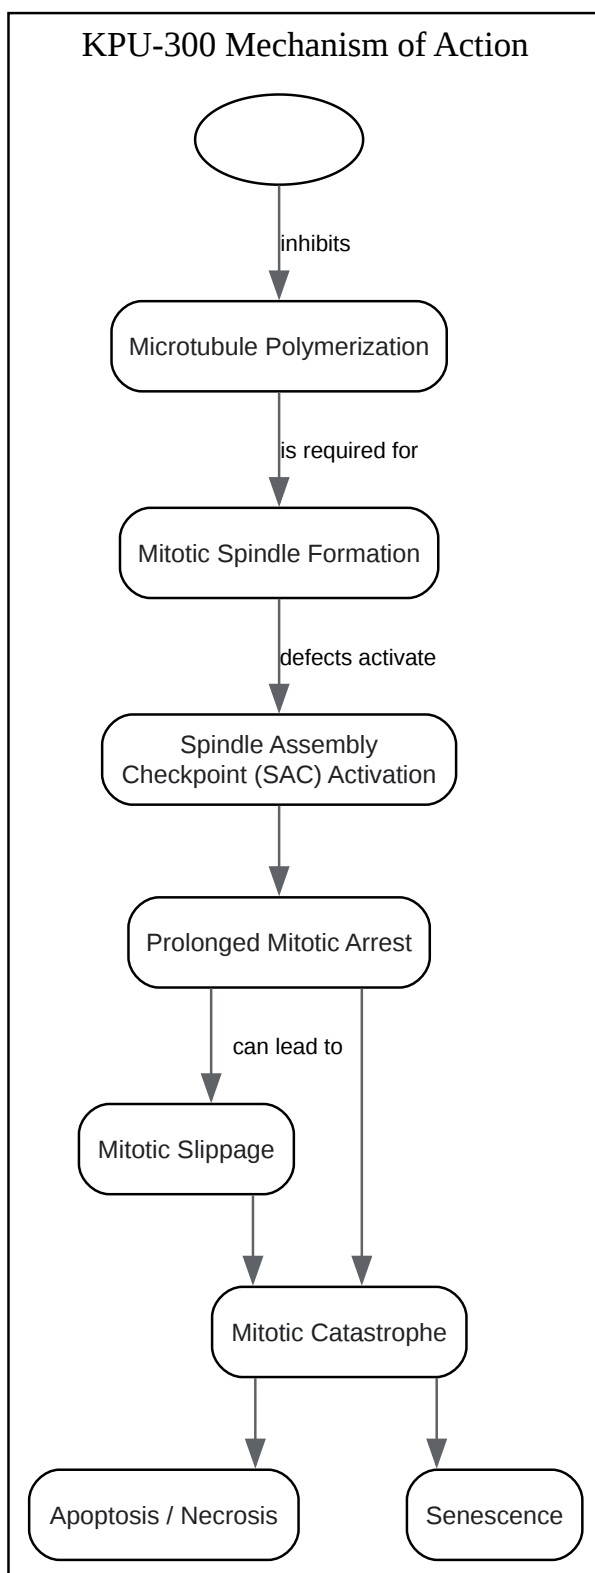 KPU-300 Mechanism of Action
inhibits
Microtubule Polymerization
is required for
Mitotic Spindle Formation
defects activate
Spindle Assembly
Checkpoint (SAC) Activation
Prolonged Mitotic Arrest
can lead to
Mitotic Slippage
Mitotic Catastrophe
Apoptosis / Necrosis
Senescence